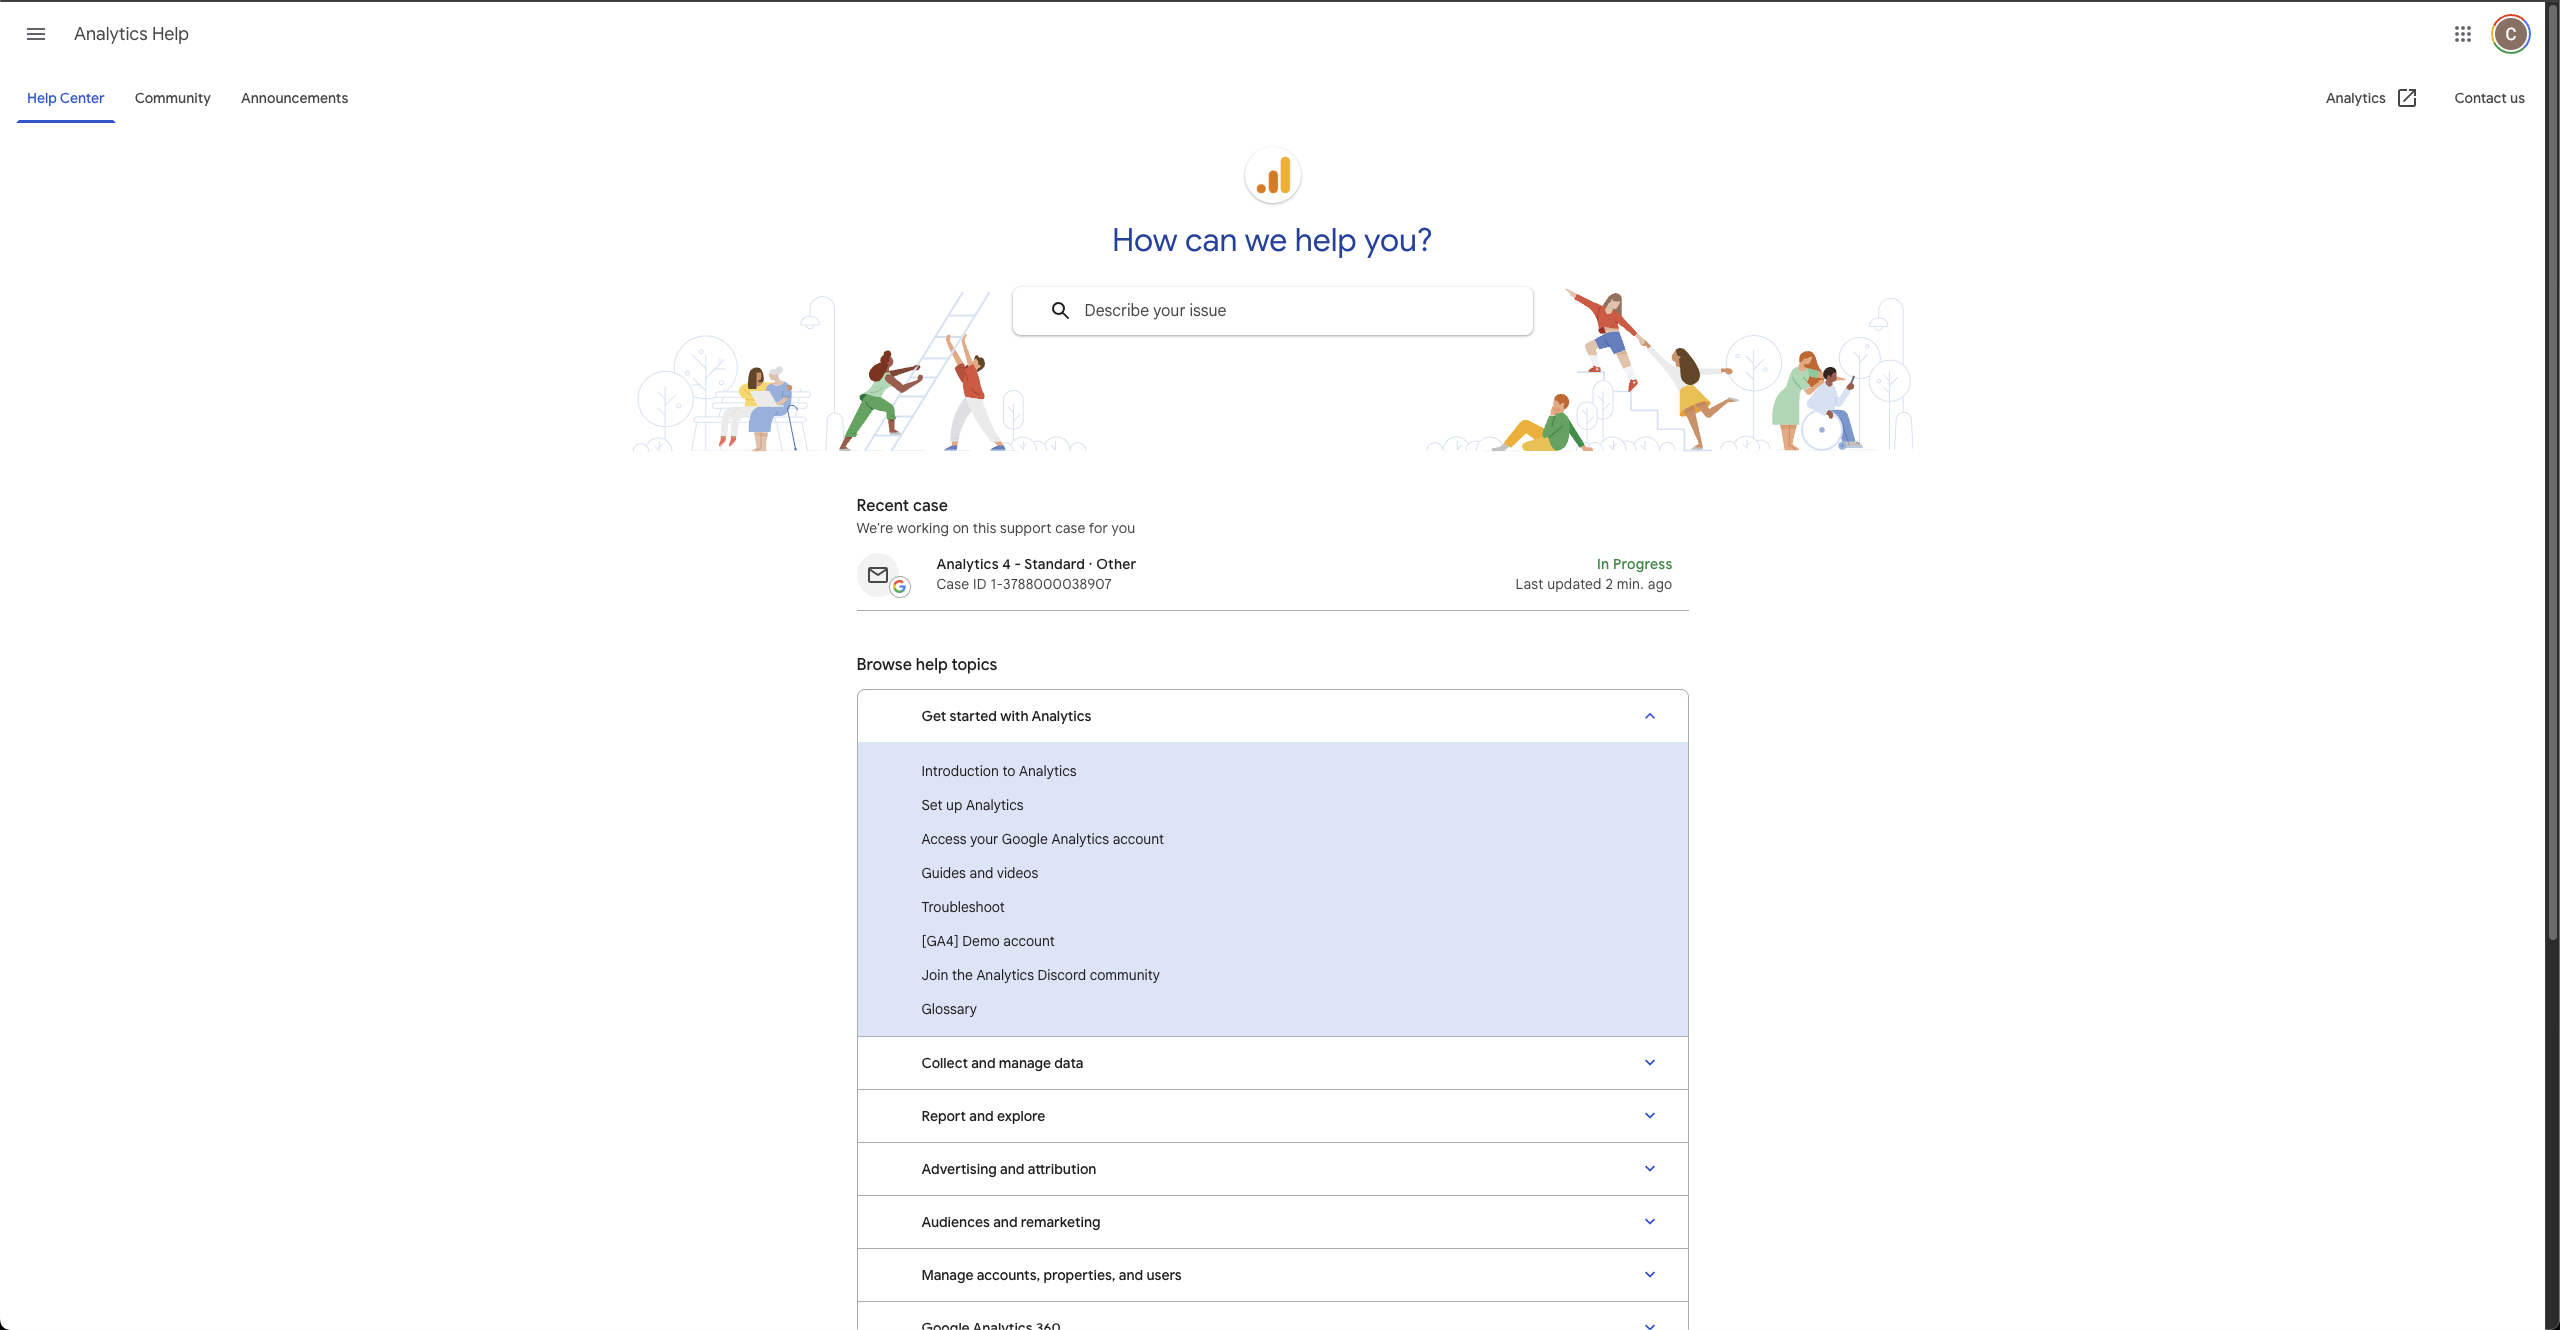 Analytics Help
C
Help Center
Community
Announcements
Analytics
Contact us
How can we help you?
Describe your issue
Recent case
We're working on this support case for you
Analytics 4 - Standard · Other
In Progress
Case ID 1-3788000038907
Last updated 2 min. ago
Browse help topics
Get started with Analytics
Introduction to Analytics
Set up Analytics
Access your Google Analytics account
Guides and videos
Troubleshoot
[GA4] Demo account
Join the Analytics Discord community
Glossary
Collect and manage data
Report and explore
Advertising and attribution
Audiences and remarketing
Manage accounts, properties, and users
Google Analytics 360